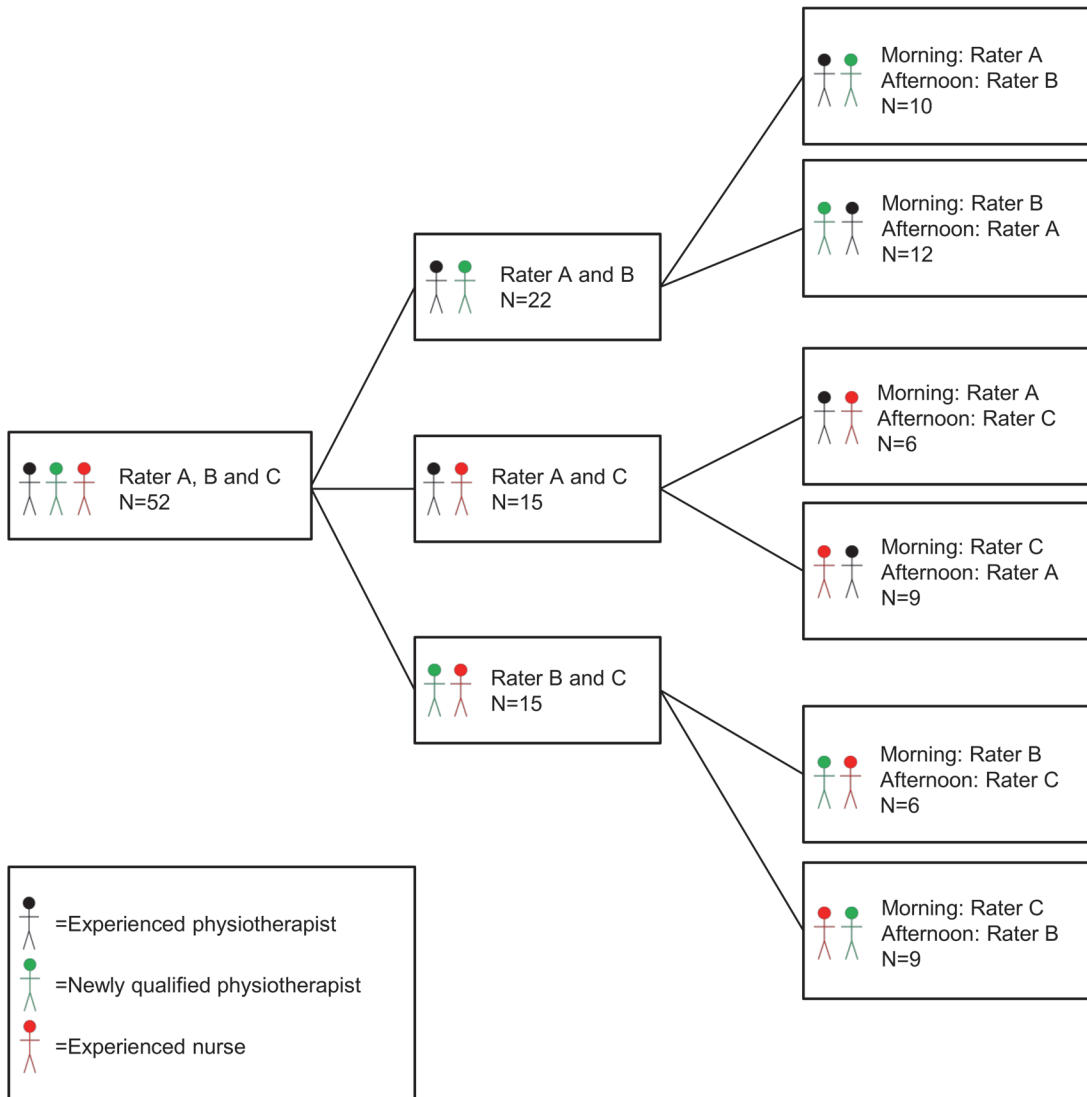 Rater A, B and C
N=52
Rater A and B
N=22
Rater A and C
N=15
Rater B and C
N=15
Morning: Rater A
Afternoon: Rater B
N=10
Morning: Rater B
Afternoon: Rater A
N=12
Morning: Rater A
Afternoon: Rater C
N=6
Morning: Rater C
Afternoon: Rater A
N=9
Morning: Rater B
Afternoon: Rater C
N=6
Morning: Rater C
Afternoon: Rater B
N=9
=Experienced physiotherapist
=Newly qualified physiotherapist
=Experienced nurse